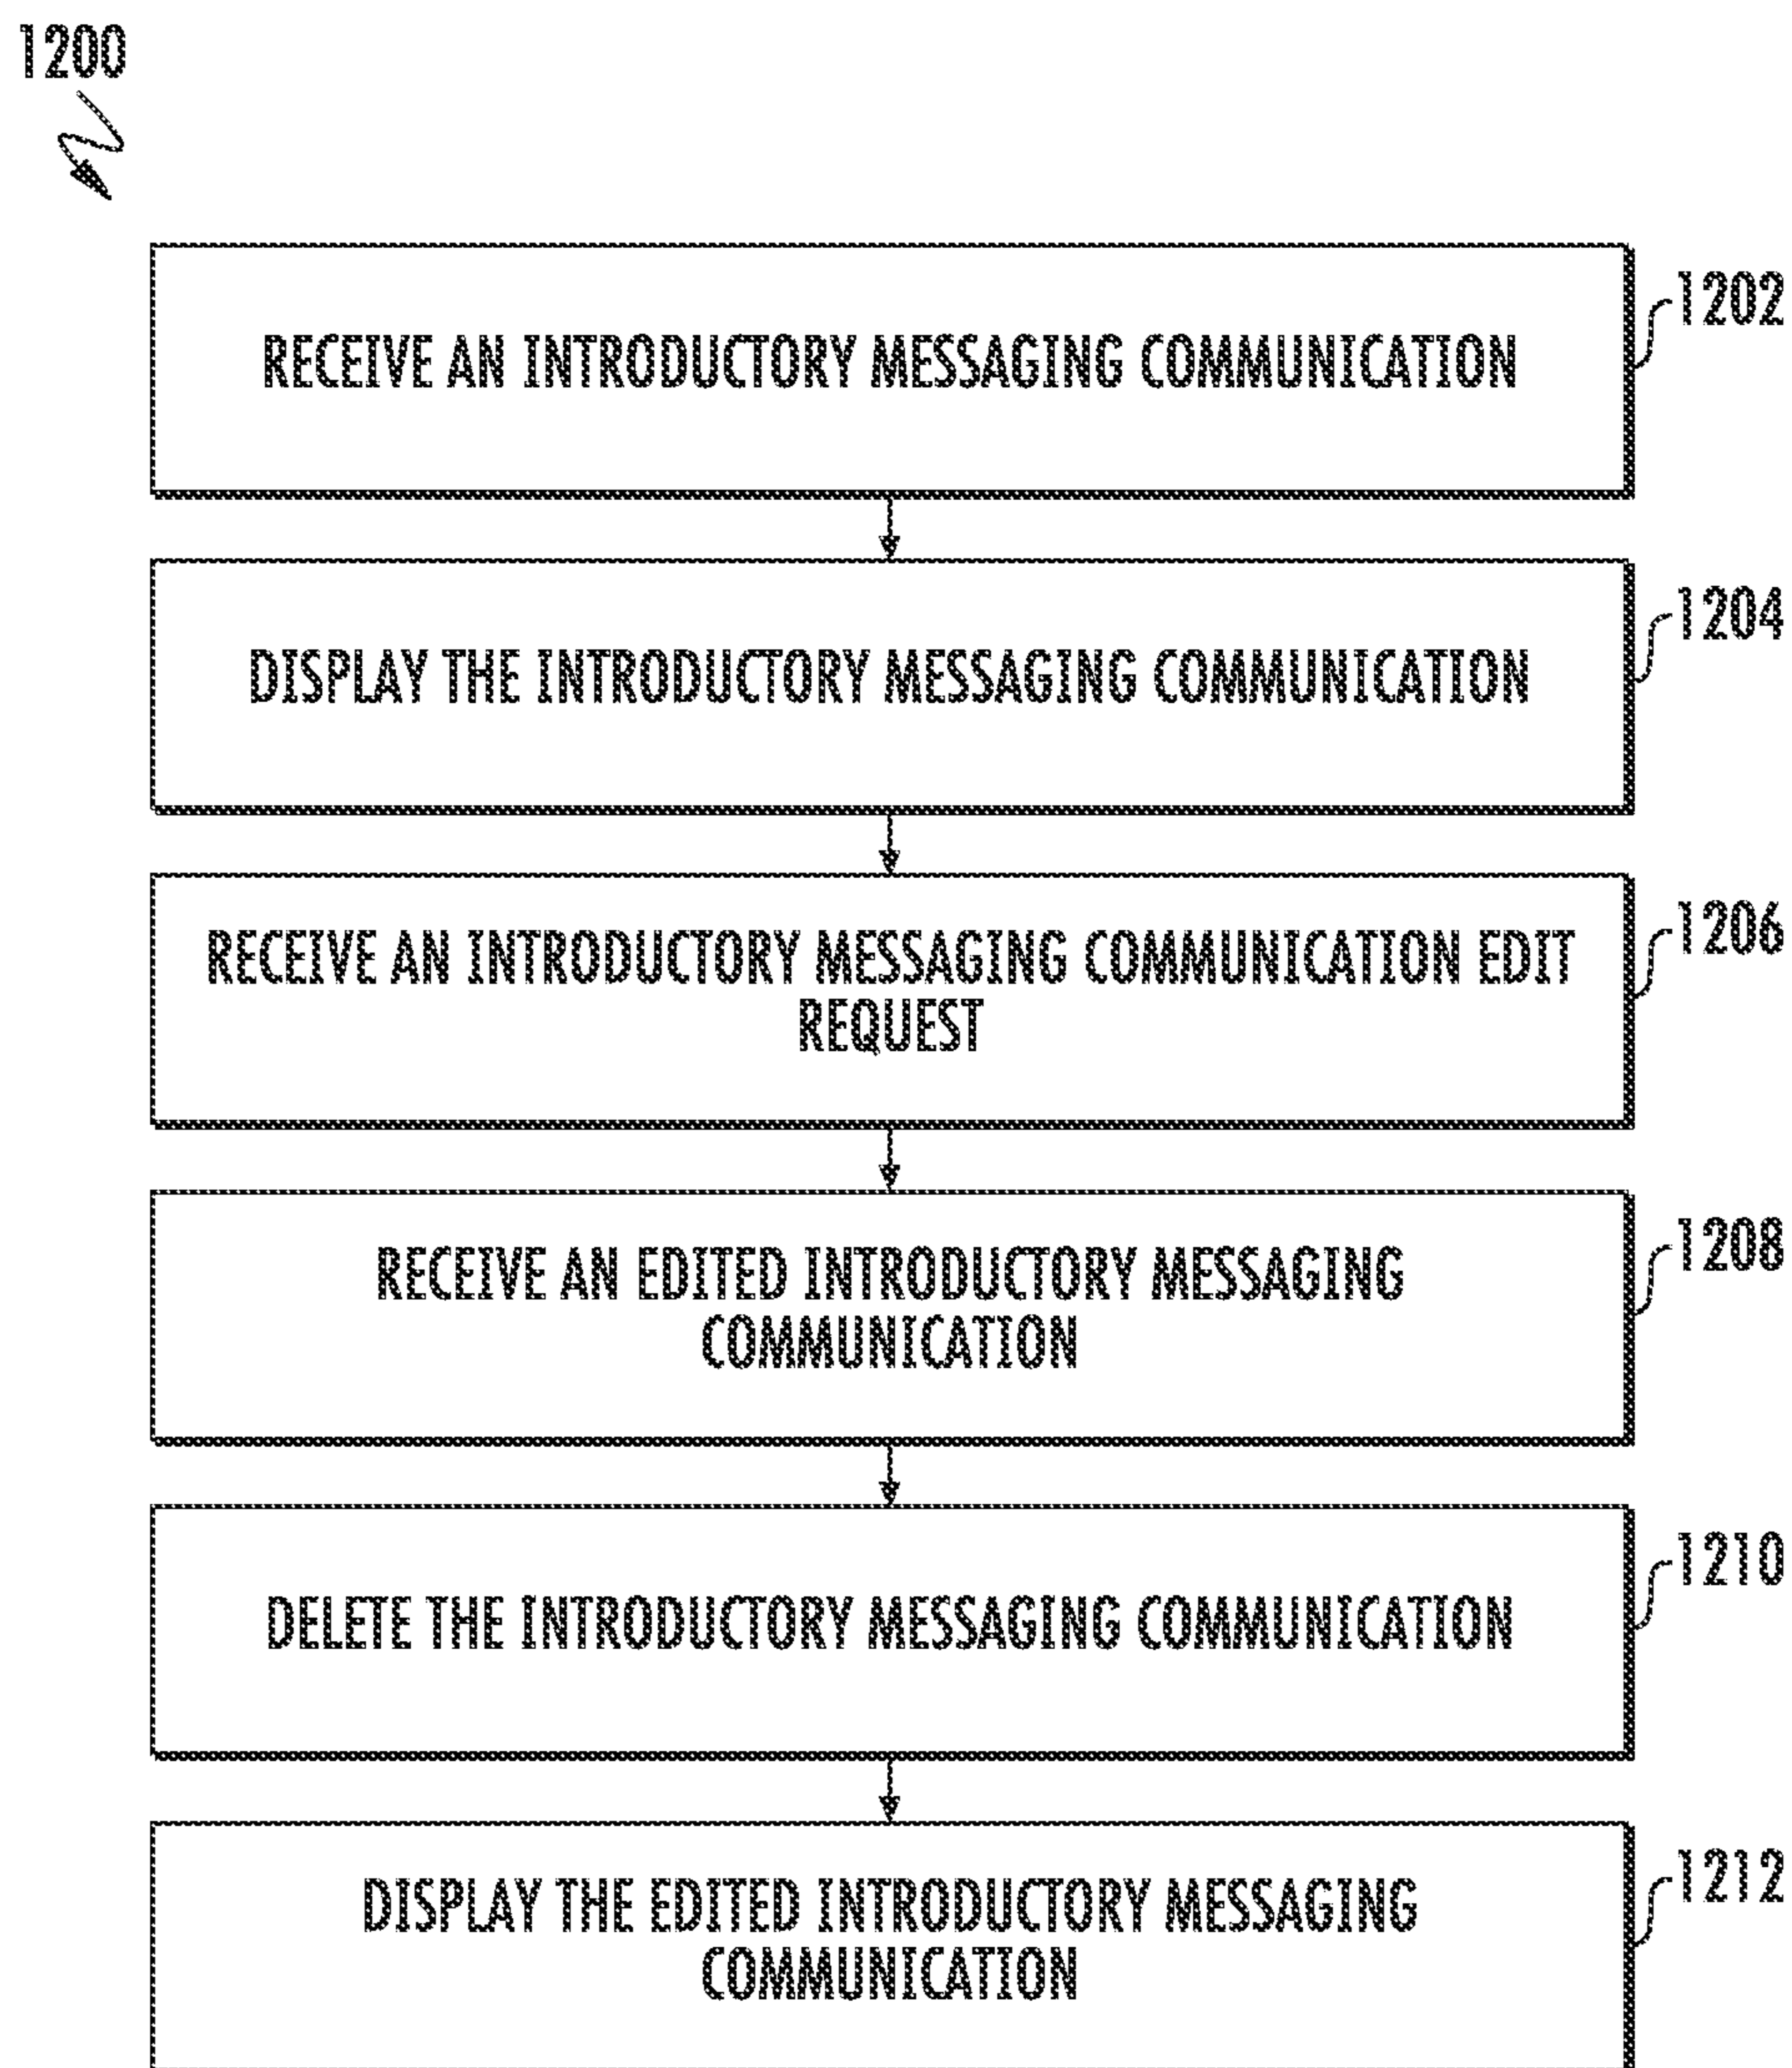 1200
RECEIVE AN INTRODUCTORY MESSAGING COMMUNICATION
1202
DISPLAY THE INTRODUCTORY MESSAGING COMMUNICATION
1204
RECEIVE AN INTRODUCTORY MESSAGING COMMUNICATION EDIT
REQUEST
1206
RECEIVE AN EDITED INTRODUCTORY MESSAGING
COMMUNICATION
1208
DELETE THE INTRODUCTORY MESSAGING COMMUNICATION
1210
DISPLAY THE EDITED INTRODUCTORY MESSAGING
COMMUNICATION
1212